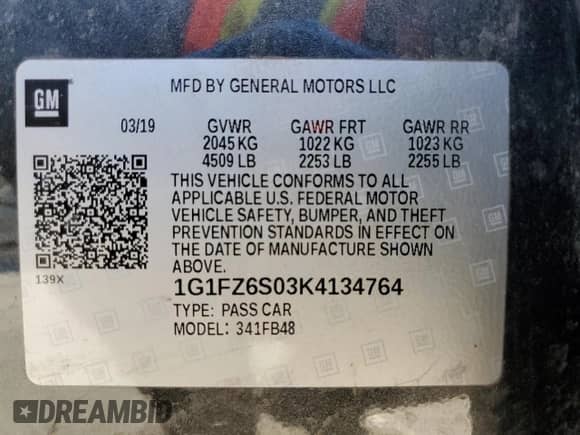 GM
MFD BY GENERAL MOTORS LLC
03/19 GVWR GAWR FRT GAWR RR
2045 KG 1022 KG 1023 KG
4509 LB 2253 LB 2255 LB
THIS VEHICLE CONFORMS TO ALL
APPLICABLE U.S. FEDERAL MOTOR
VEHICLE SAFETY, BUMPER, AND THEFT
PREVENTION STANDARDS IN EFFECT ON
THE DATE OF MANUFACTURE SHOWN
ABOVE.
139X
1G1FZ6S03K4134764
TYPE: PASS CAR
MODEL: 341FB48
DREAMBID